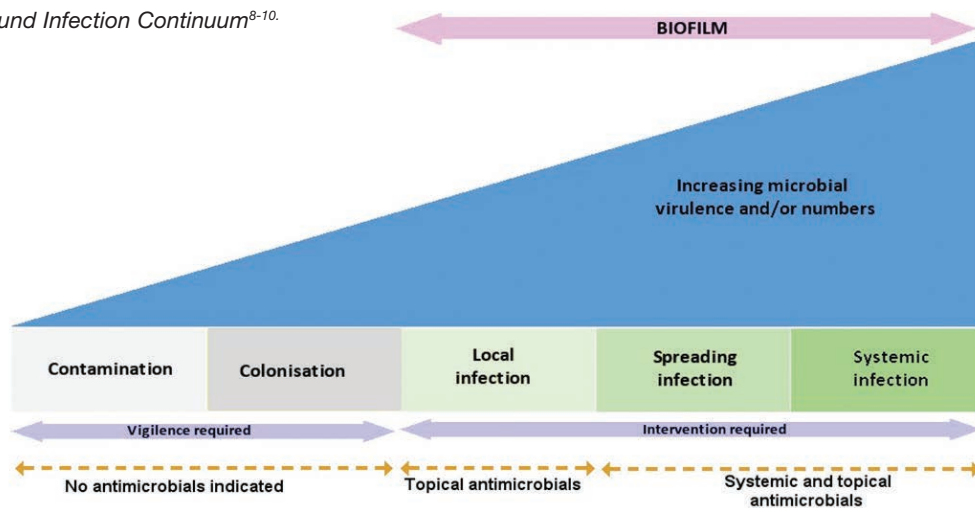 und Infection Continuum8-10.
BIOFILM
Increasing microbial
virulence and/or numbers
Contamination
Colonisation
Local
infection
Spreading
infection
Systemic
infection
Vigilence required
Intervention required
No antimicrobials indicated
Topical antimicrobials
Systemic and topical
antimicrobials